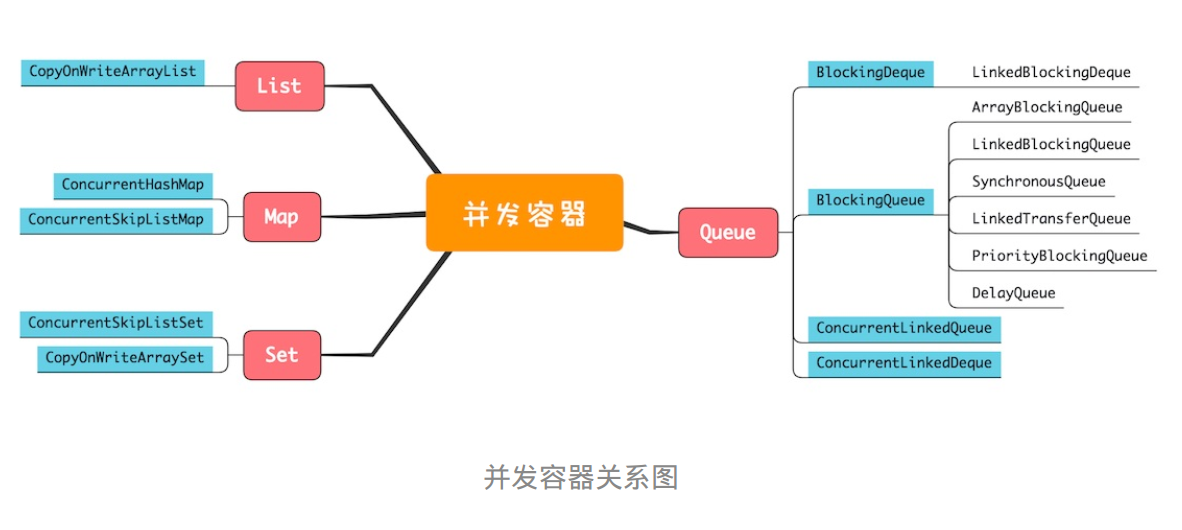 CopyOnWriteArrayList
List
ConcurrentHashMap
ConcurrentSkipListMap
Map
ConcurrentSkipListSet
CopyOnWriteArraySet
Set
并发容器
Queue
BlockingDeque
LinkedBlockingDeque
BlockingQueue
ArrayBlockingQueue
LinkedBlockingQueue
SynchronousQueue
LinkedTransferQueue
PriorityBlockingQueue
DelayQueue
ConcurrentLinkedQueue
ConcurrentLinkedDeque
并发容器关系图